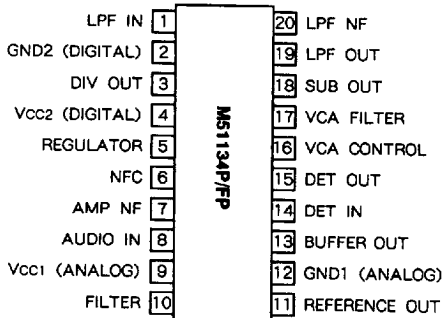 LPF IN 1
GND2 (DIGITAL) 2
DIV OUT 3
Vcc2 (DIGITAL) 4
REGULATOR 5
NFC 6
AMP NF 7
AUDIO IN 8
Vcc1 (ANALOG) 9
FILTER 10
M51134P/FP
20 LPF NF
19 LPF OUT
18 SUB OUT
17 VCA FILTER
16 VCA CONTROL
15 DET OUT
14 DET IN
13 BUFFER OUT
12 GND1 (ANALOG)
11 REFERENCE OUT